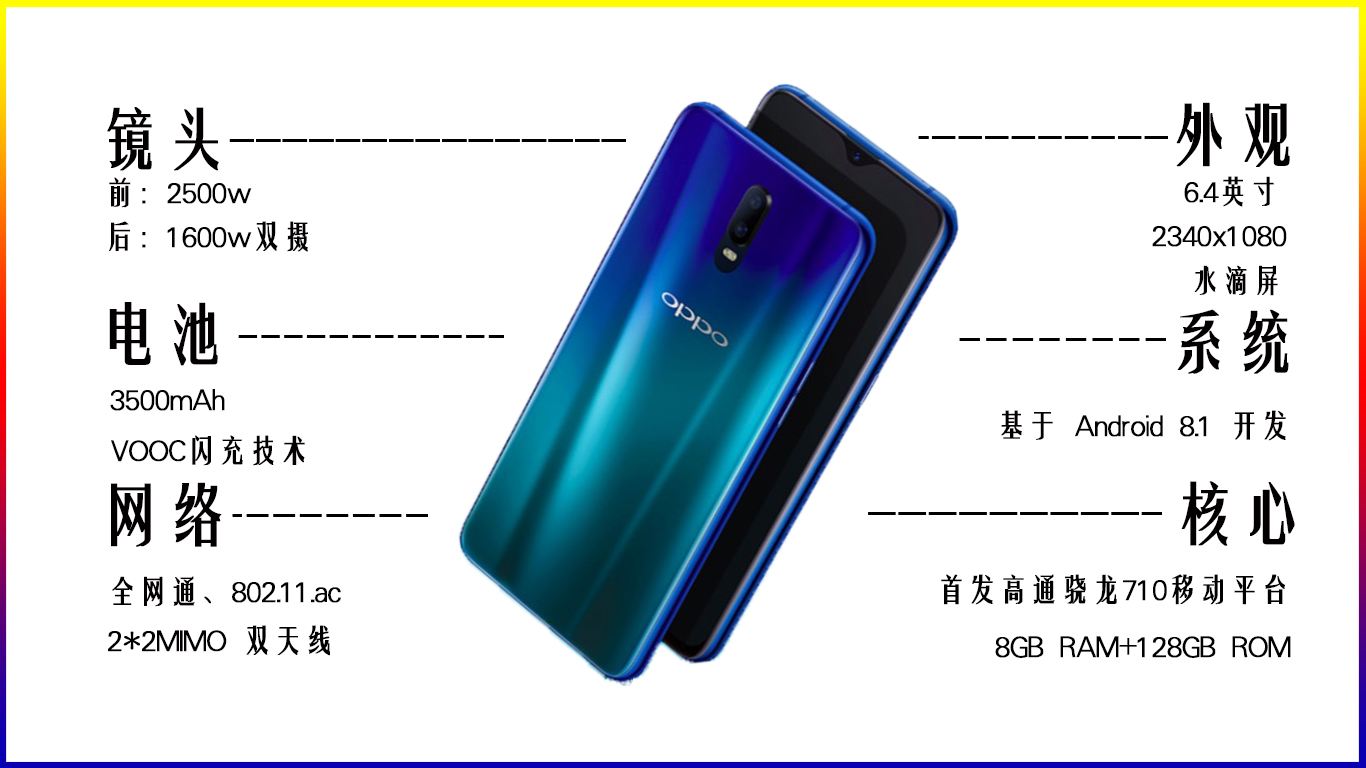 镜头
前：2500w
后：1600w双摄
电池
3500mAh
VOOC闪充技术
网络
全网通、802.11.ac
2*2MIMO 双天线
oppo
外观
6.4英寸
2340x1080
水滴屏
系统
基于 Android 8.1 开发
核心
首发高通骁龙710移动平台
8GB RAM+128GB ROM